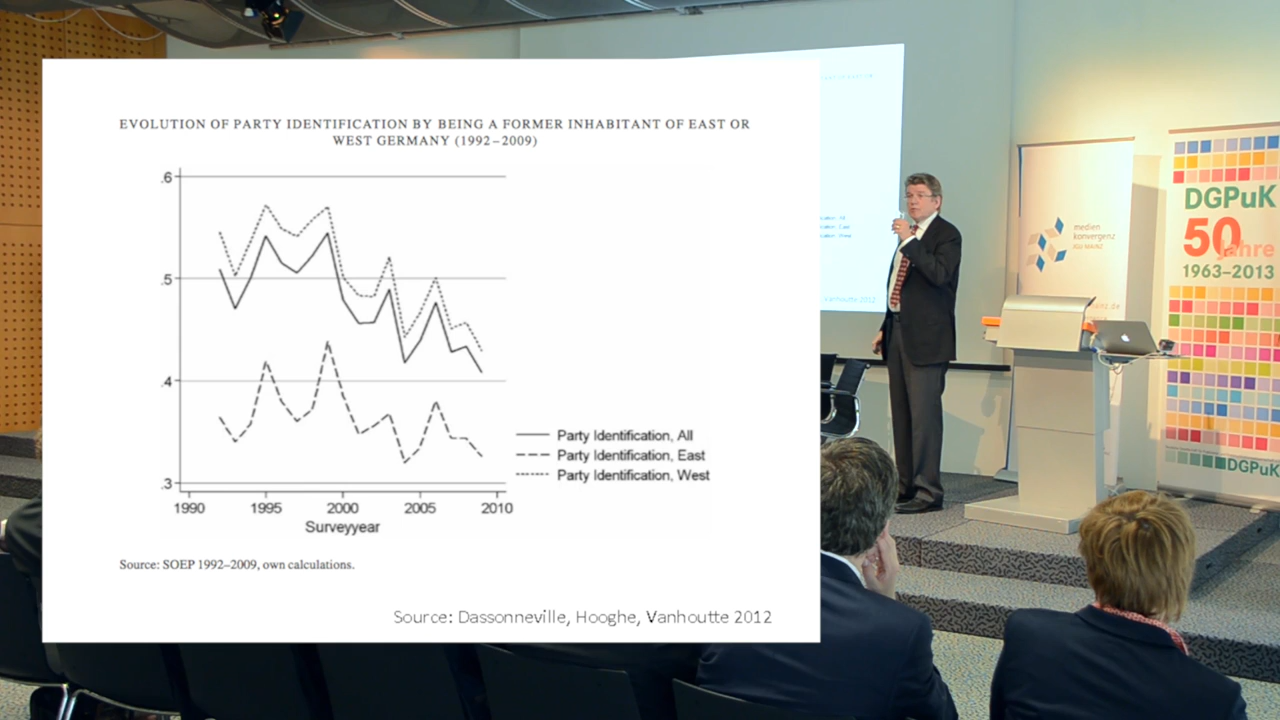 EVOLUTION OF PARTY IDENTIFICATION BY BEING A FORMER INHABITANT OF EAST OR
WEST GERMANY (1992–2009)
.6
.5
.4
.3
1990 1995 2000 2005 2010
Surveyyear
Party Identification, All
Party Identification, East
Party Identification, West
Source: SOEP 1992–2009, own calculations.
Source: Dassonneville, Hooghe, Vanhoutte 2012
Vanhoutte 2012
medien
konvergenz
DGPuK
50
Jahre
1963–2013
DGPuK